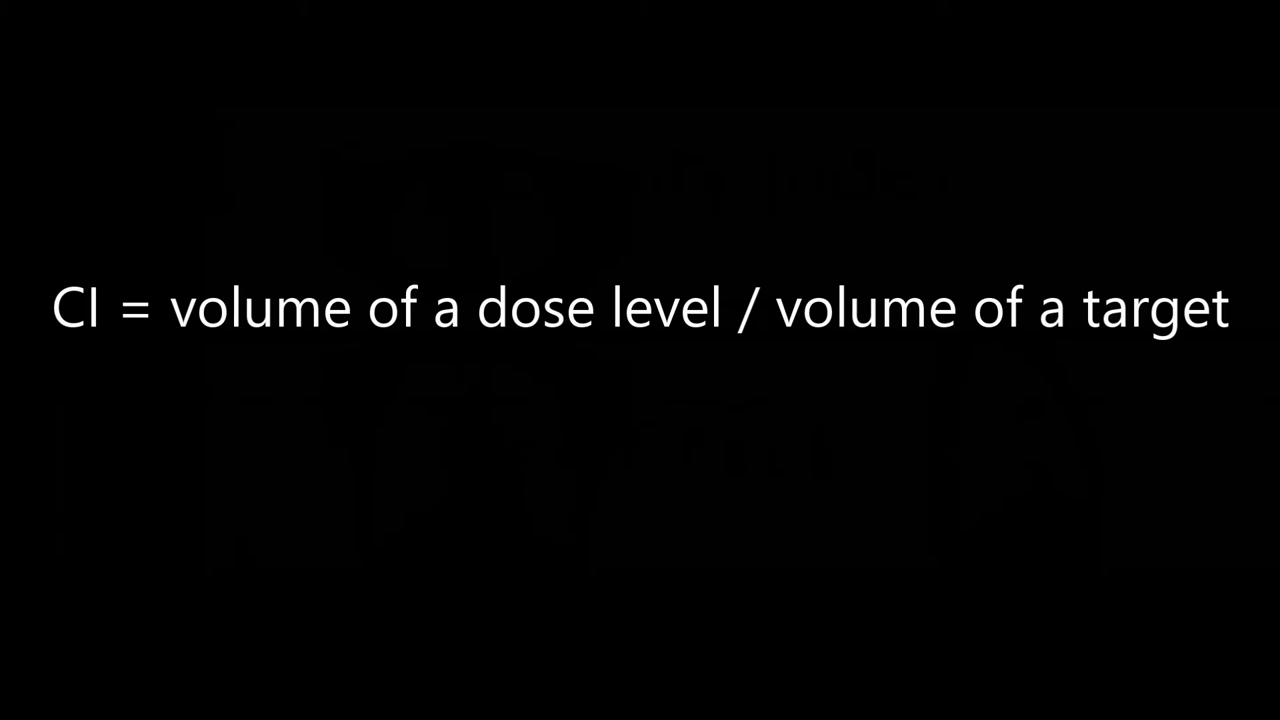 CI = volume of a dose level / volume of a target